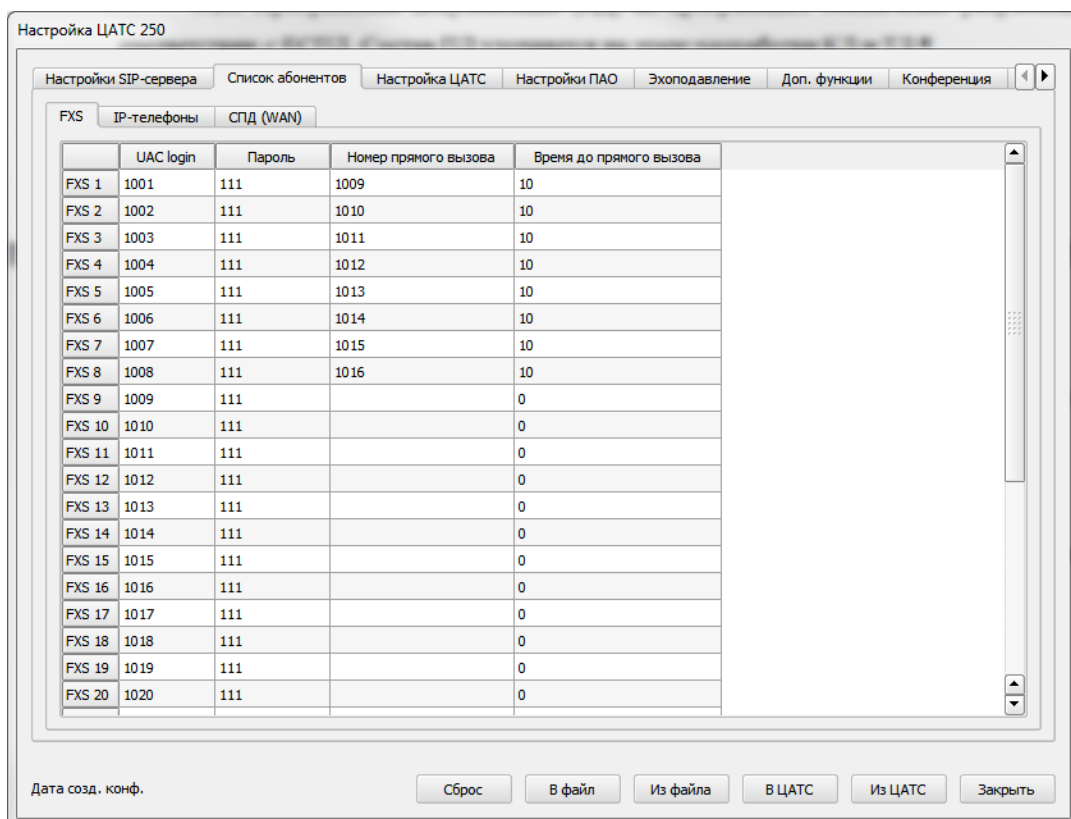 Настройка ЦАТС 250
Настройки SIP-сервера Список абонентов Настройка ЦАТС Настройки ПАО Эхоподавление Доп. функции Конференция
FXS IP-телефоны СПД (WAN)
UAC login Пароль Номер прямого вызова Время до прямого вызова
FXS 1 1001 111 1009 10
FXS 2 1002 111 1010 10
FXS 3 1003 111 1011 10
FXS 4 1004 111 1012 10
FXS 5 1005 111 1013 10
FXS 6 1006 111 1014 10
FXS 7 1007 111 1015 10
FXS 8 1008 111 1016 10
FXS 9 1009 111 0
FXS 10 1010 111 0
FXS 11 1011 111 0
FXS 12 1012 111 0
FXS 13 1013 111 0
FXS 14 1014 111 0
FXS 15 1015 111 0
FXS 16 1016 111 0
FXS 17 1017 111 0
FXS 18 1018 111 0
FXS 19 1019 111 0
FXS 20 1020 111 0
Дата созд. конф. Сброс В файл Из файла В ЦАТС Из ЦАТС Закрыть